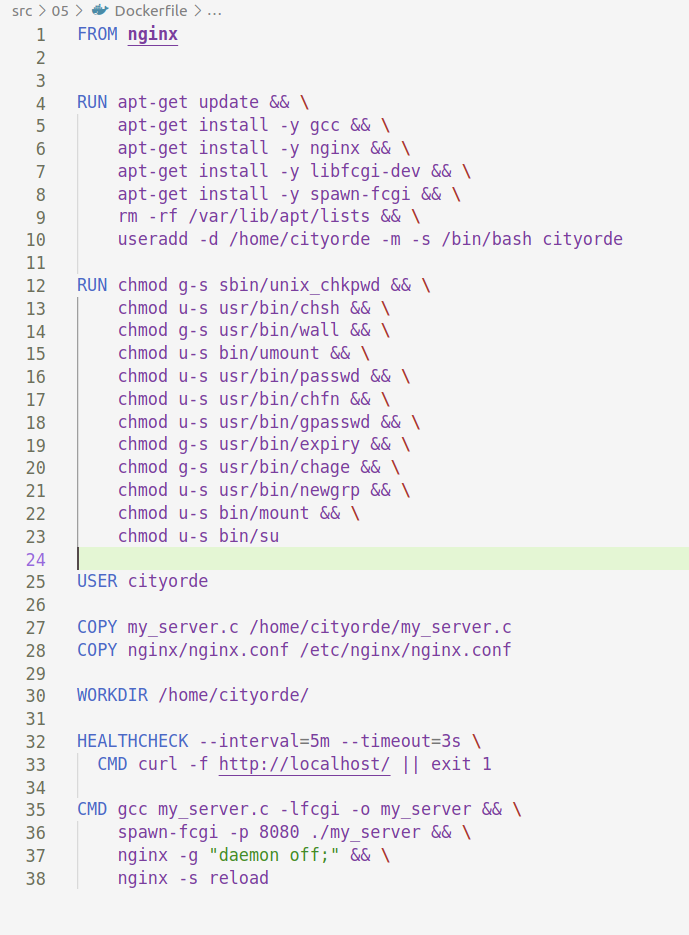 src > 05 > Dockerfile > ...
1 FROM nginx
2
3
4 RUN apt-get update && \
5     apt-get install -y gcc && \
6     apt-get install -y nginx && \
7     apt-get install -y libfcgi-dev && \
8     apt-get install -y spawn-fcgi && \
9     rm -rf /var/lib/apt/lists && \
10     useradd -d /home/cityorde -m -s /bin/bash cityorde
11
12 RUN chmod g-s sbin/unix_chkpwd && \
13     chmod u-s usr/bin/chsh && \
14     chmod g-s usr/bin/wall && \
15     chmod u-s bin/umount && \
16     chmod u-s usr/bin/passwd && \
17     chmod u-s usr/bin/chfn && \
18     chmod u-s usr/bin/gpasswd && \
19     chmod g-s usr/bin/expiry && \
20     chmod g-s usr/bin/chage && \
21     chmod u-s usr/bin/newgrp && \
22     chmod u-s bin/mount && \
23     chmod u-s bin/su
24
25 USER cityorde
26
27 COPY my_server.c /home/cityorde/my_server.c
28 COPY nginx/nginx.conf /etc/nginx/nginx.conf
29
30 WORKDIR /home/cityorde/
31
32 HEALTHCHECK --interval=5m --timeout=3s \
33   CMD curl -f http://localhost/ || exit 1
34
35 CMD gcc my_server.c -lfcgi -o my_server && \
36     spawn-fcgi -p 8080 ./my_server && \
37     nginx -g "daemon off;" && \
38     nginx -s reload